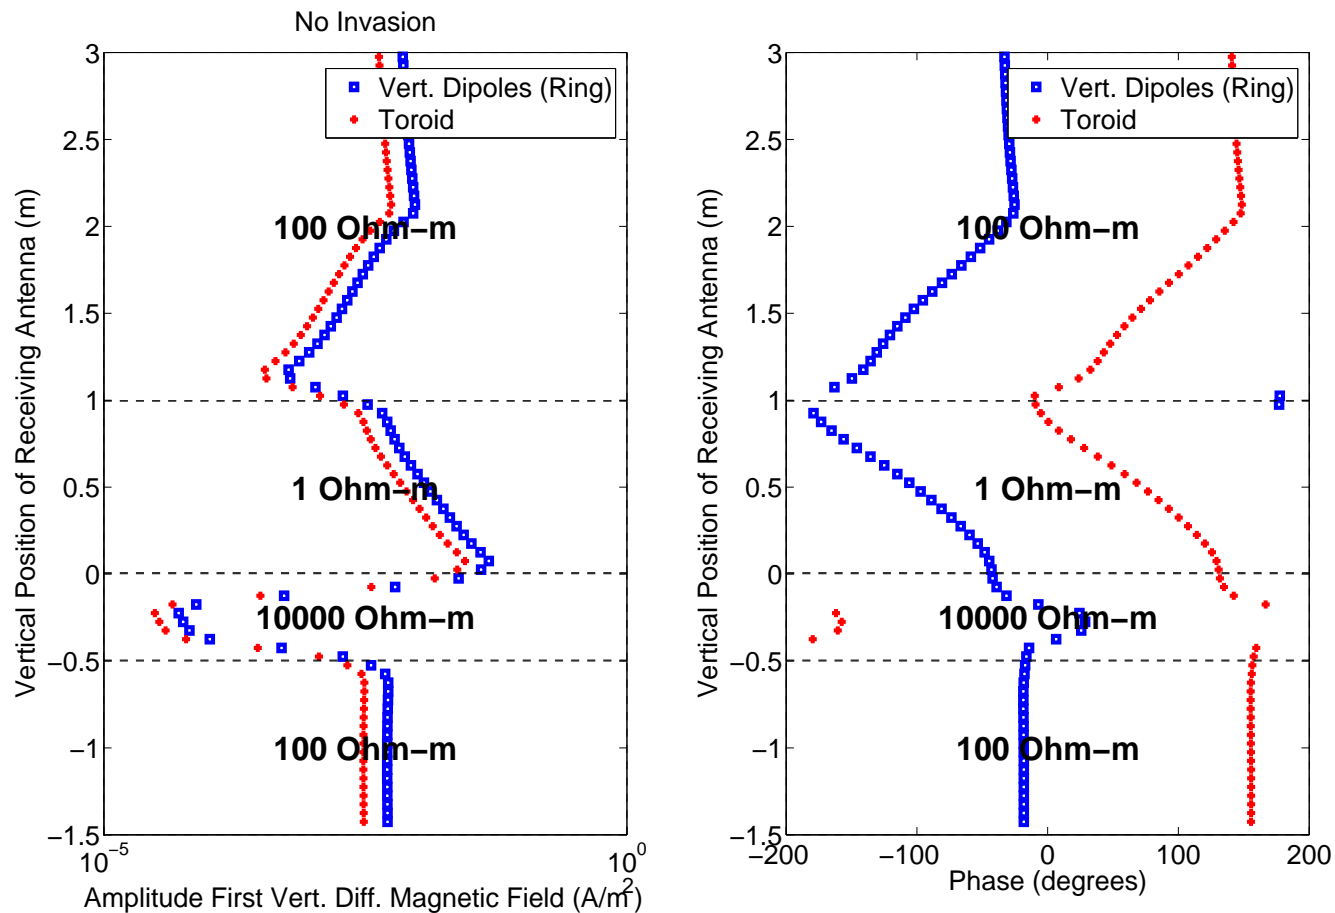 No Invasion
3
2.5
2
1.5
1
0.5
0
−0.5
−1
−1.5
Vertical Position of Receiving Antenna (m)
Vert. Dipoles (Ring)
Toroid
100 Ohm−m
1 Ohm−m
10000 Ohm−m
100 Ohm−m
10^−5
10^0
Amplitude First Vert. Diff. Magnetic Field (A/m^2)
3
2.5
2
1.5
1
0.5
0
−0.5
−1
−1.5
Vertical Position of Receiving Antenna (m)
Vert. Dipoles (Ring)
Toroid
100 Ohm−m
1 Ohm−m
10000 Ohm−m
100 Ohm−m
−200 −100 0 100 200
Phase (degrees)